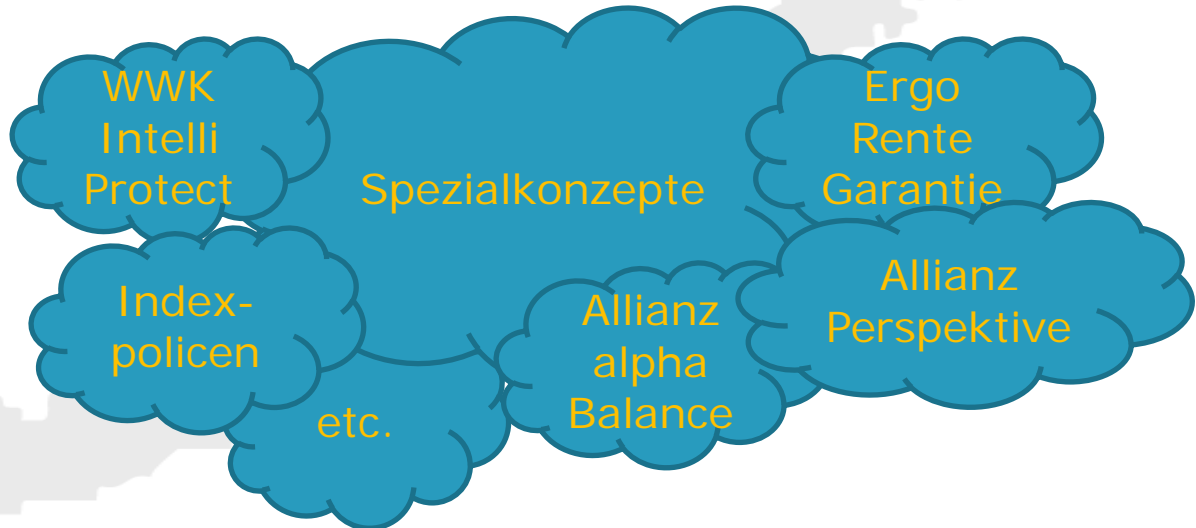 WWK
Intelli
Protect
Spezialkonzepte
Ergo
Rente
Garantie
Index-
policen
Allianz
alpha
Balance
Allianz
Perspektive
etc.